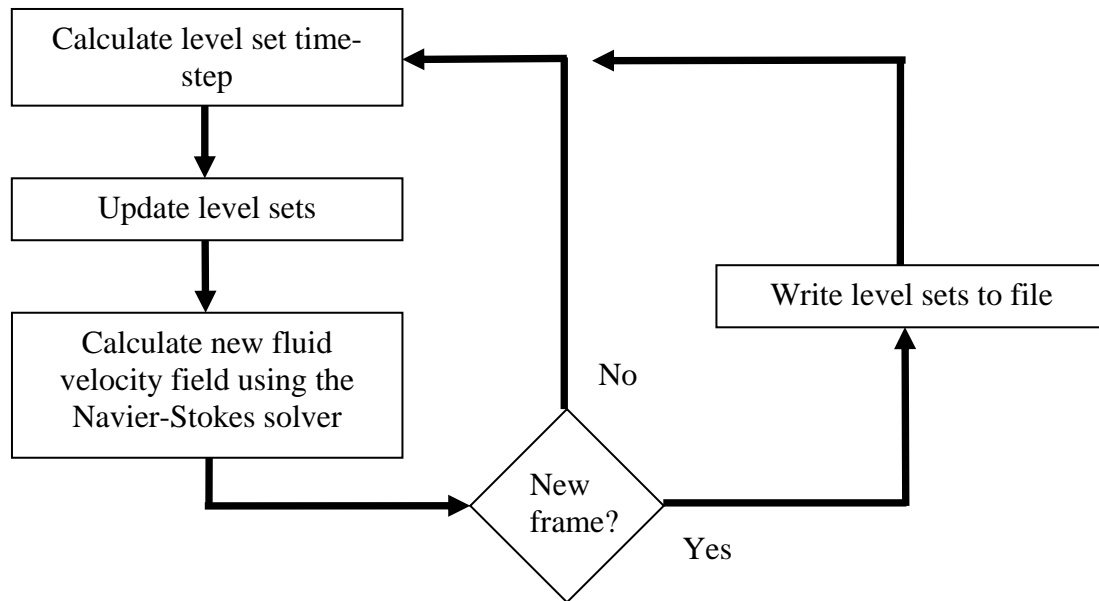 Calculate level set time-
step
Update level sets
Calculate new fluid
velocity field using the
Navier-Stokes solver
New
frame?
No
Yes
Write level sets to file